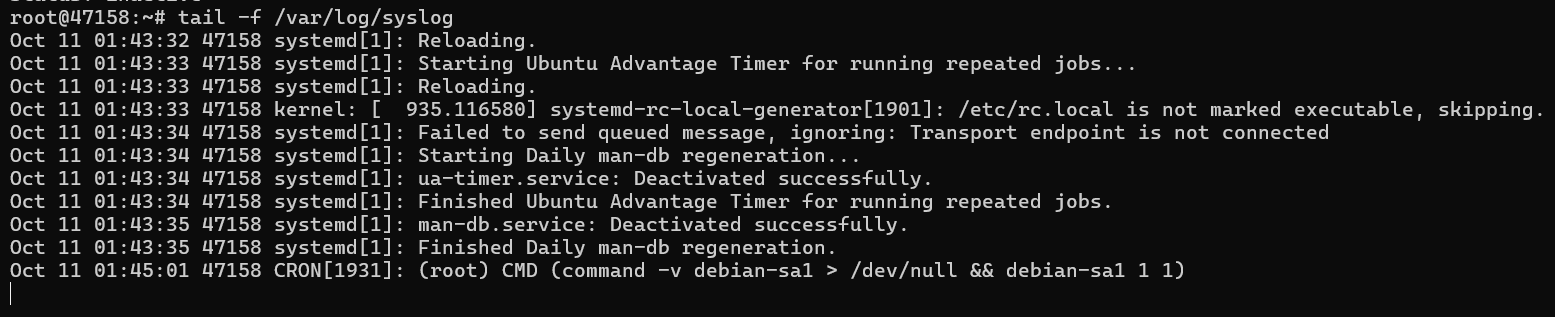 root@47158:~# tail -f /var/log/syslog
Oct 11 01:43:32 47158 systemd[1]: Reloading.
Oct 11 01:43:33 47158 systemd[1]: Starting Ubuntu Advantage Timer for running repeated jobs...
Oct 11 01:43:33 47158 systemd[1]: Reloading.
Oct 11 01:43:33 47158 kernel: [  935.116580] systemd-rc-local-generator[1901]: /etc/rc.local is not marked executable, skipping.
Oct 11 01:43:34 47158 systemd[1]: Failed to send queued message, ignoring: Transport endpoint is not connected
Oct 11 01:43:34 47158 systemd[1]: Starting Daily man-db regeneration...
Oct 11 01:43:34 47158 systemd[1]: ua-timer.service: Deactivated successfully.
Oct 11 01:43:34 47158 systemd[1]: Finished Ubuntu Advantage Timer for running repeated jobs.
Oct 11 01:43:35 47158 systemd[1]: man-db.service: Deactivated successfully.
Oct 11 01:43:35 47158 systemd[1]: Finished Daily man-db regeneration.
Oct 11 01:45:01 47158 CRON[1931]: (root) CMD (command -v debian-sa1 > /dev/null && debian-sa1 1 1)